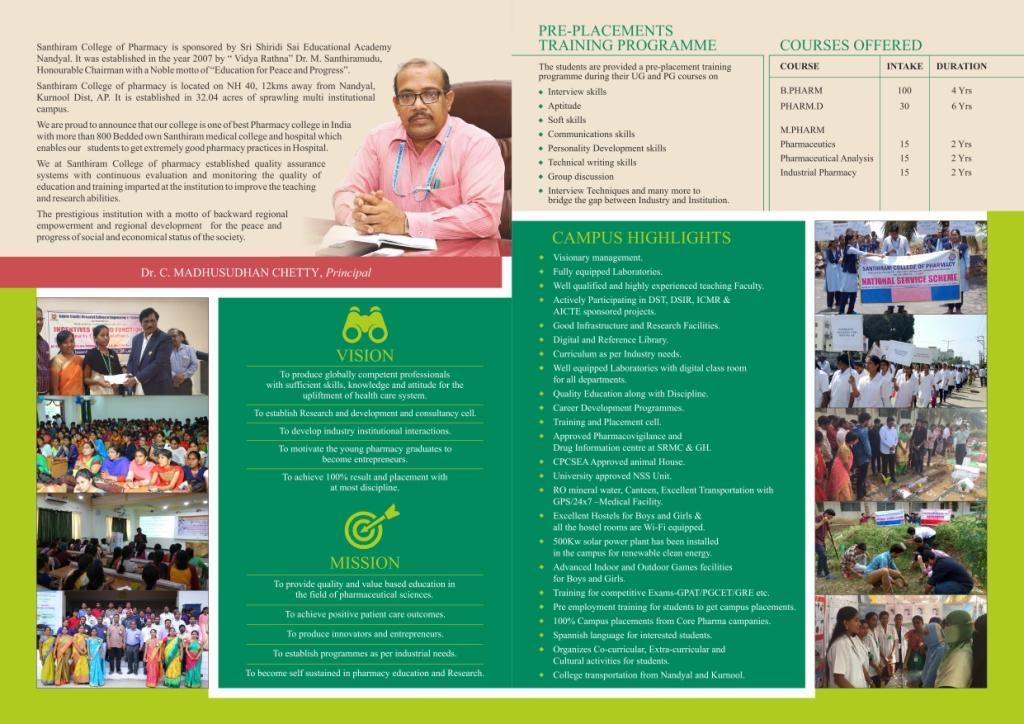 Santhiram College of Pharmacy is sponsored by Sri Shiridi Sai Educational Academy
Nandyal. It was established in the year 2007 by “ Vidya Rathna” Dr. M. Santhiramudu,
Honourable Chairman with a Noble motto of “Education for Peace and Progress”.
Santhiram College of pharmacy is located on NH 40, 12kms away from Nandyal,
Kurnool Dist, AP. It is established in 32.04 acres of sprawling multi institutional
campus.
We are proud to announce that our college is one of best Pharmacy college in India
with more than 800 Bedded own Santhiram medical college and hospital which
enables our students to get extremely good pharmacy practices in Hospital.
We at Santhiram College of pharmacy established quality assurance
systems with continuous evaluation and monitoring the quality of
education and training imparted at the institution to improve the teaching
and research abilities.
The prestigious institution with a motto of backward regional
empowerment and regional development for the peace and
progress of social and economical status of the society.
Dr. C. MADHUSUDHAN CHETTY, Principal
VISION
To produce globally competent professionals
with sufficient skills, knowledge and attitude for the
upliftment of health care system.
To establish Research and development and consultancy cell.
To develop industry institutional interactions.
To motivate the young pharmacy graduates to
become entrepreneurs.
To achieve 100% result and placement with
at most discipline.
MISSION
To provide quality and value based education in
the field of pharmaceutical sciences.
To achieve positive patient care outcomes.
To produce innovators and entrepreneurs.
To establish programmes as per industrial needs.
To become self sustained in pharmacy education and Research.
PRE-PLACEMENTS
TRAINING PROGRAMME
The students are provided a pre-placement training
programme during their UG and PG courses on
Interview skills
Aptitude
Soft skills
Communications skills
Personality Development skills
Technical writing skills
Group discussion
Interview Techniques and many more to
bridge the gap between Industry and Institution.
COURSES OFFERED
COURSE INTAKE DURATION
B.PHARM 100 4 Yrs
PHARM.D 30 6 Yrs
M.PHARM
Pharmaceutics 15 2 Yrs
Pharmaceutical Analysis 15 2 Yrs
Industrial Pharmacy 15 2 Yrs
CAMPUS HIGHLIGHTS
Visionary management.
Fully equipped Laboratories.
Well qualified and highly experienced teaching Faculty.
Actively Participating in DST, DSIR, ICMR &
AICTE sponsored projects.
Good Infrastructure and Research Facilities.
Digital and Reference Library.
Curriculum as per Industry needs.
Well equipped Laboratories with digital class room
for all departments.
Quality Education along with Discipline.
Career Development Programmes.
Training and Placement cell.
Approved Pharmacovigilance and
Drug Information centre at SRMC & GH.
CPCSEA Approved animal House.
University approved NSS Unit.
RO mineral water, Canteen, Excellent Transportation with
GPS/24x7 –Medical Facility.
Excellent Hostels for Boys and Girls &
all the hostel rooms are Wi-Fi equipped.
500Kw solar power plant has been installed
in the campus for renewable clean energy.
Advanced Indoor and Outdoor Games fecilities
for Boys and Girls.
Training for competitive Exams-GPAT/PGCET/GRE etc.
Pre employment training for students to get campus placements.
100% Campus placements from Core Pharma campanies.
Spannish language for interested students.
Organizes Co-curricular, Extra-curricular and
Cultural activities for students.
College transportation from Nandyal and Kurnool.
SANTHIRAM COLLEGE OF PHARMACY
NATIONAL SERVICE SCHEME